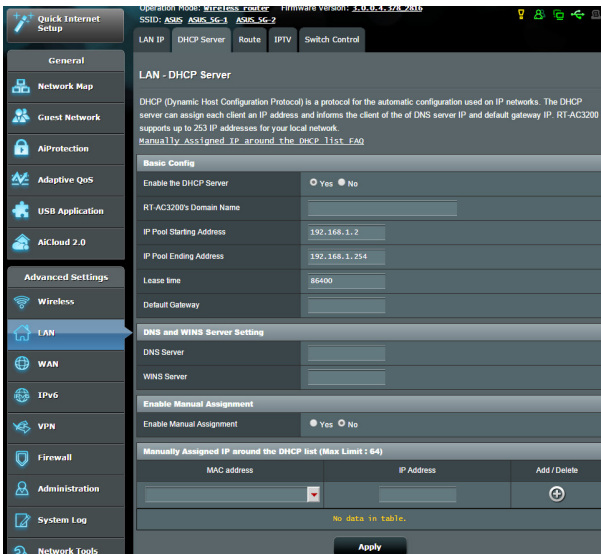 Operation Mode: Wireless router Firmware Version: 3.0.0.4.378_2816
SSID: ASUS ASUS_5G-1 ASUS_5G-2
Quick Internet
Setup
General
Network Map
Guest Network
AiProtection
Adaptive QoS
USB Application
AiCloud 2.0
Advanced Settings
Wireless
LAN
WAN
IPv6
VPN
Firewall
Administration
System Log
Network Tools
LAN IP DHCP Server Route IPTV Switch Control
LAN - DHCP Server
DHCP (Dynamic Host Configuration Protocol) is a protocol for the automatic configuration used on IP networks. The DHCP
server can assign each client an IP address and informs the client of the of DNS server IP and default gateway IP. RT-AC3200
supports up to 253 IP addresses for your local network.
Manually Assigned IP around the DHCP list FAQ
Basic Config
Enable the DHCP Server Yes No
RT-AC3200's Domain Name
IP Pool Starting Address 192.168.1.2
IP Pool Ending Address 192.168.1.254
Lease time 86400
Default Gateway
DNS and WINS Server Setting
DNS Server
WINS Server
Enable Manual Assignment
Enable Manual Assignment Yes No
Manually Assigned IP around the DHCP list (Max Limit : 64)
MAC address IP Address Add / Delete
No data in table.
Apply